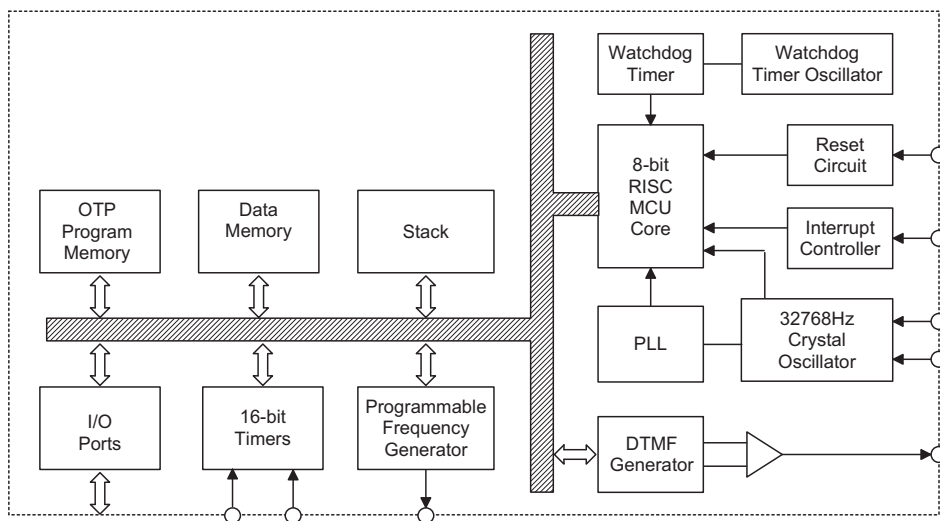 Watchdog
Timer
Watchdog
Timer Oscillator
8-bit
RISC
MCU
Core
Reset
Circuit
OTP
Program
Memory
Data
Memory
Stack
Interrupt
Controller
PLL
32768Hz
Crystal
Oscillator
I/O
Ports
16-bit
Timers
Programmable
Frequency
Generator
DTMF
Generator